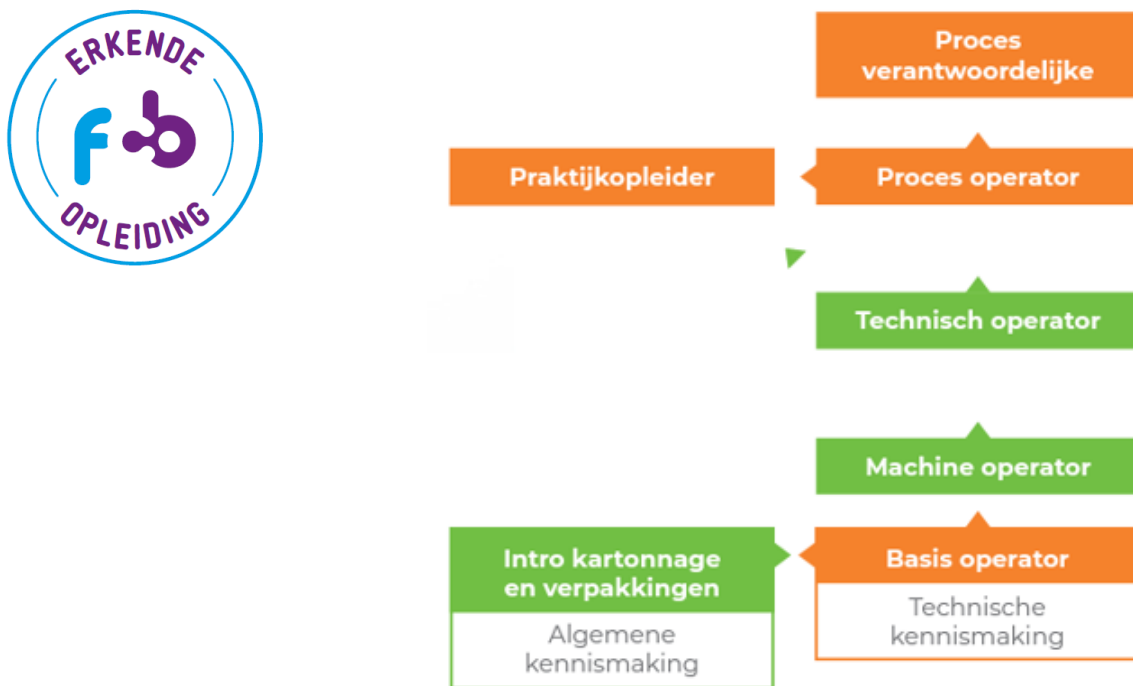 ERKENDE
fb
OPLEIDING
Proces
verantwoordelijke
Praktijkopleider
Proces operator
Technisch operator
Machine operator
Intro kartonnage
en verpakkingen
Algemene
kennismaking
Basis operator
Technische
kennismaking